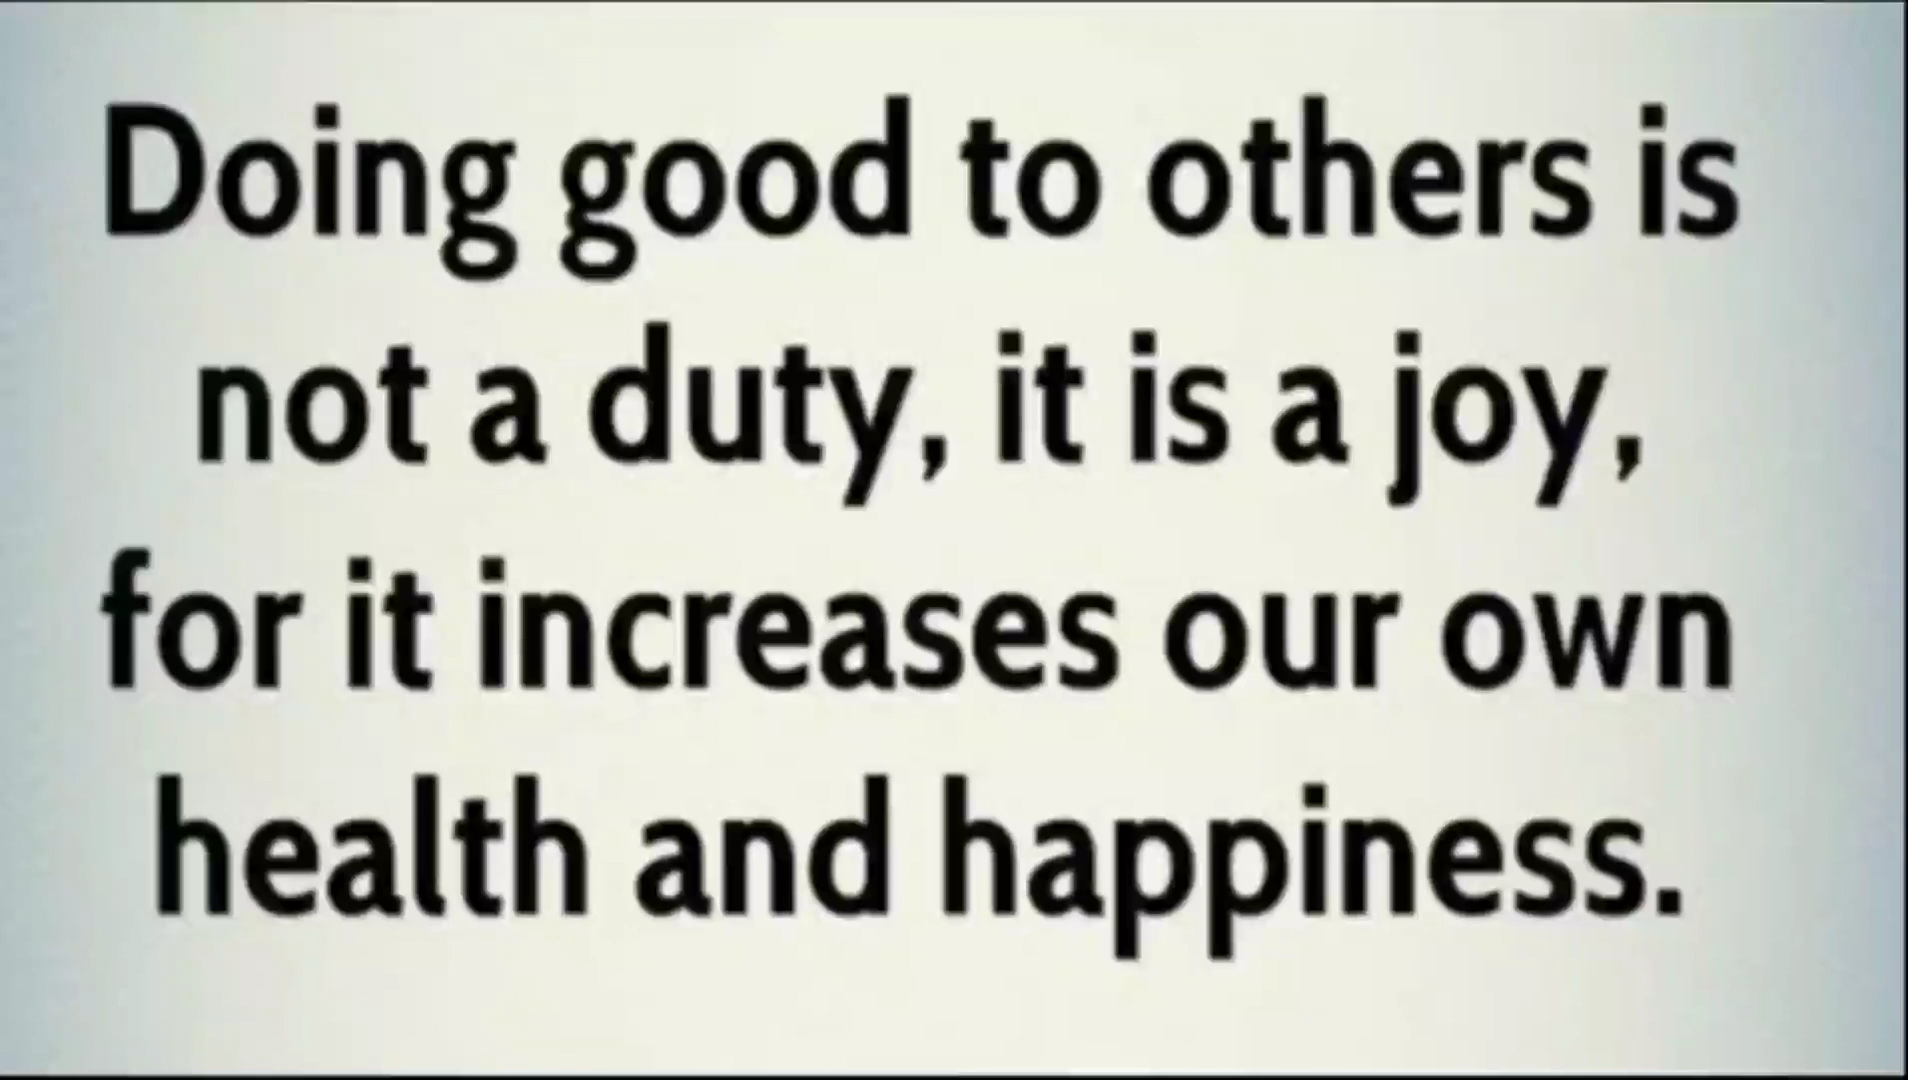 Doing good to others is
not a duty, it is a joy,
for it increases our own
health and happiness.